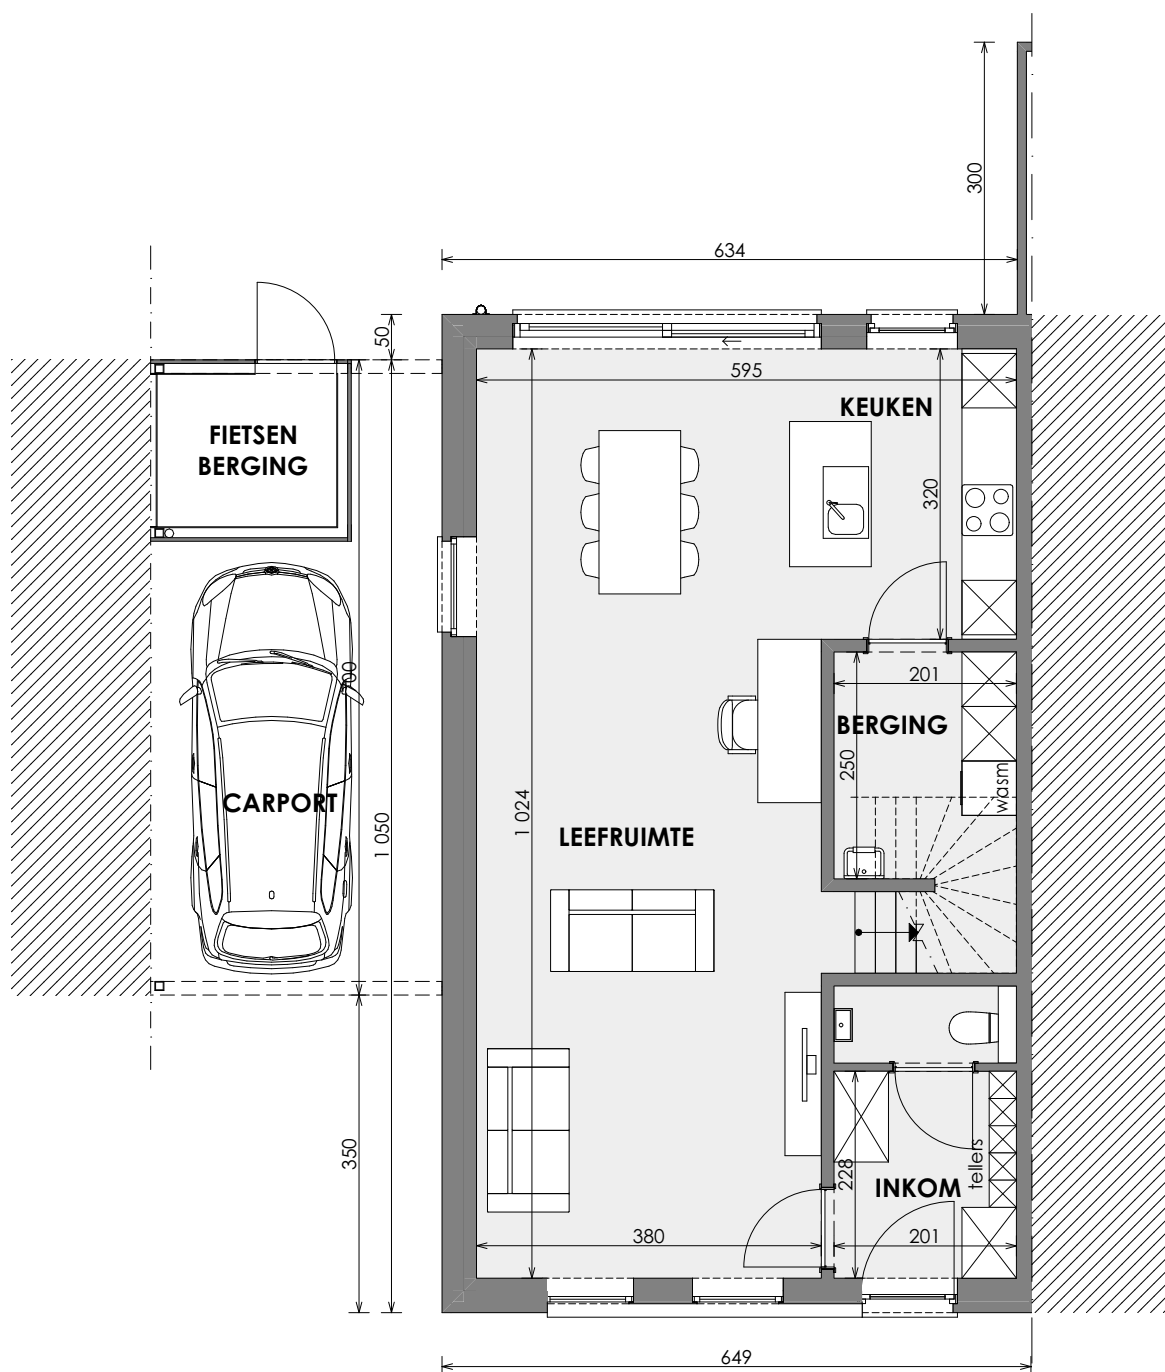 300
634
50
595
KEUKEN
FIETSEN
BERGING
320
201
BERGING
250
wasm
CARPORT
1 024
1 050
LEEFRUIMTE
350
tellers
228
INKOM
380
201
649